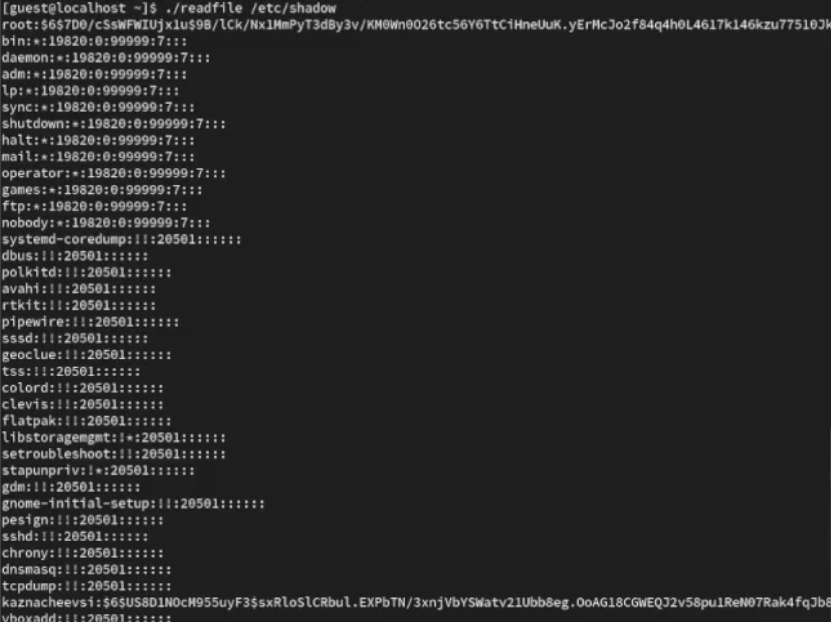 [guest@localhost ~]$ ./readfile /etc/shadow
root:$6$7D0/cSsWFWIUjx1u$9B/lCk/Nx1MmPyT3dBy3v/KM0Wn0O26tc56Y6TtCiHneUuK.yErMcJo2f84q4h0L4617k146kzu77510Jk
bin:*:19820:0:99999:7:::
daemon:*:19820:0:99999:7:::
adm:*:19820:0:99999:7:::
lp:*:19820:0:99999:7:::
sync:*:19820:0:99999:7:::
shutdown:*:19820:0:99999:7:::
halt:*:19820:0:99999:7:::
mail:*:19820:0:99999:7:::
operator:*:19820:0:99999:7:::
games:*:19820:0:99999:7:::
ftp:*:19820:0:99999:7:::
nobody:*:19820:0:99999:7:::
systemd-coredump:!!:20501::::::
dbus:!!:20501::::::
polkitd:!!:20501::::::
avahi:!!:20501::::::
rtkit:!!:20501::::::
pipewire:!!:20501::::::
sssd:!!:20501::::::
geoclue:!!:20501::::::
tss:!!:20501::::::
colord:!!:20501::::::
clevis:!!:20501::::::
flatpak:!!:20501::::::
libstoragemgmt:!*:20501::::::
setroubleshoot:!!:20501::::::
stapunpriv:!*:20501::::::
gdm:!!:20501::::::
gnome-initial-setup:!!:20501::::::
pesign:!!:20501::::::
sshd:!!:20501::::::
chrony:!!:20501::::::
dnsmasq:!!:20501::::::
tcpdump:!!:20501::::::
kaznacheevsi:$6$US8D1NOcM955uyF3$sxRloSlCRbul.EXPbTN/3xnjVbYSWatv21Ubb8eg.OoAG18CGWEQJ2v58pu1ReN07Rak4fqJb8
vboxadd:!!:20501::::::